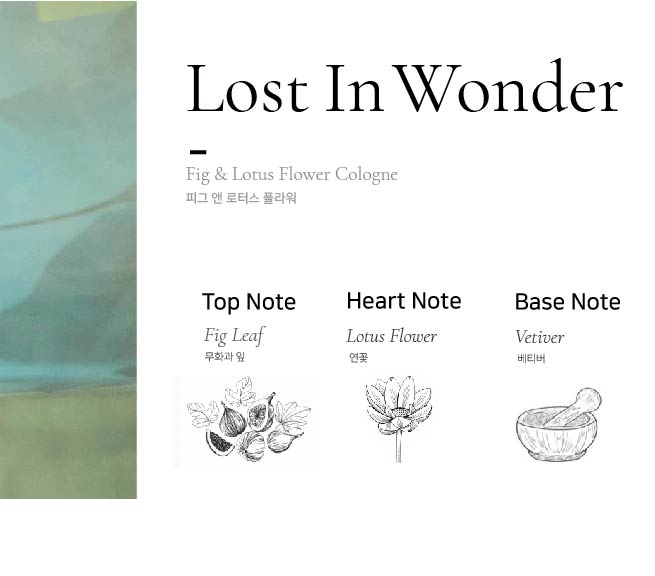 Lost In Wonder
Fig & Lotus Flower Cologne
피그 앤 로터스 플라워
Top Note
Fig Leaf
무화과 잎
Heart Note
Lotus Flower
연꽃
Base Note
Vetiver
베티버